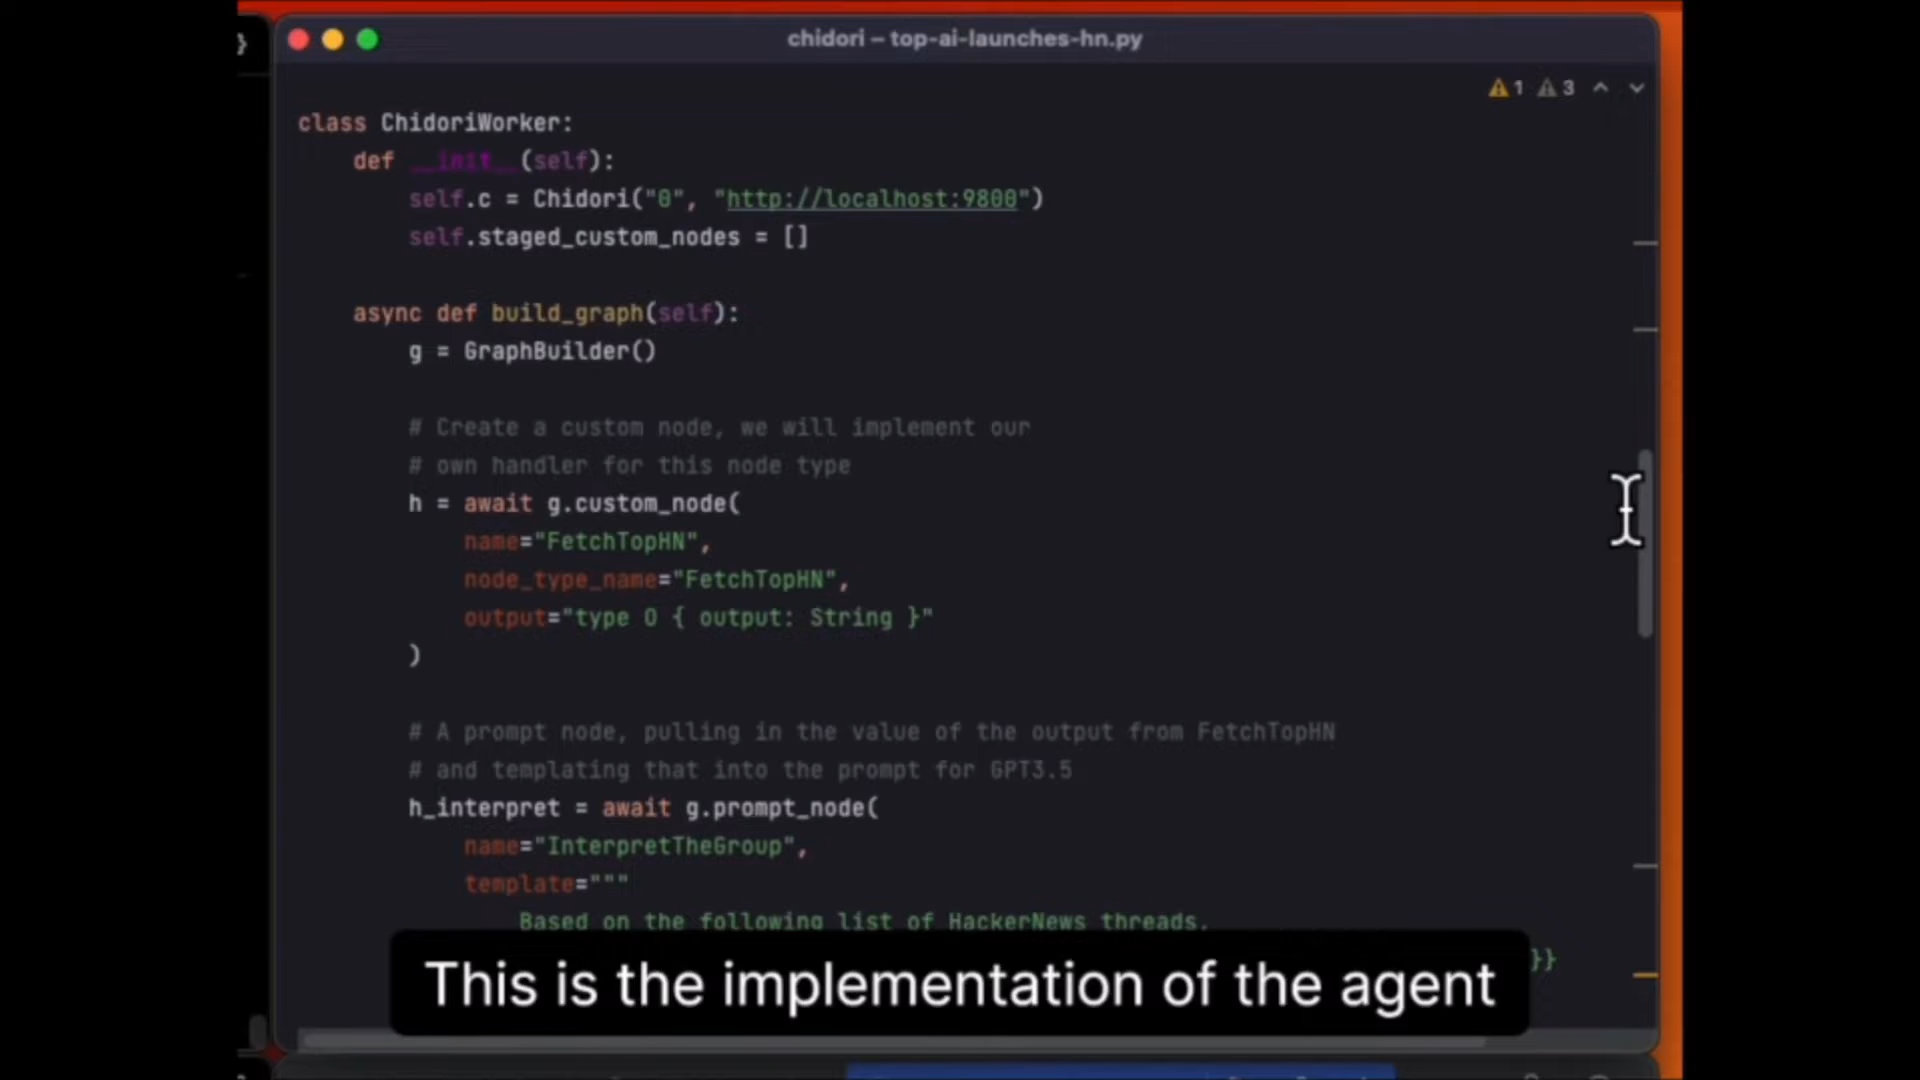 }
chidori – top-ai-launches-hn.py
1 3
class ChidoriWorker:
def __init__(self):
self.c = Chidori("0", "http://localhost:9800")
self.staged_custom_nodes = []
async def build_graph(self):
g = GraphBuilder()
# Create a custom node, we will implement our
# own handler for this node type
h = await g.custom_node(
name="FetchTopHN",
node_type_name="FetchTopHN",
output="type O { output: String }"
)
# A prompt node, pulling in the value of the output from FetchTopHN
# and templating that into the prompt for GPT3.5
h_interpret = await g.prompt_node(
name="InterpretTheGroup",
template="""
Based on the following list of HackerNews threads,
}}
This is the implementation of the agent